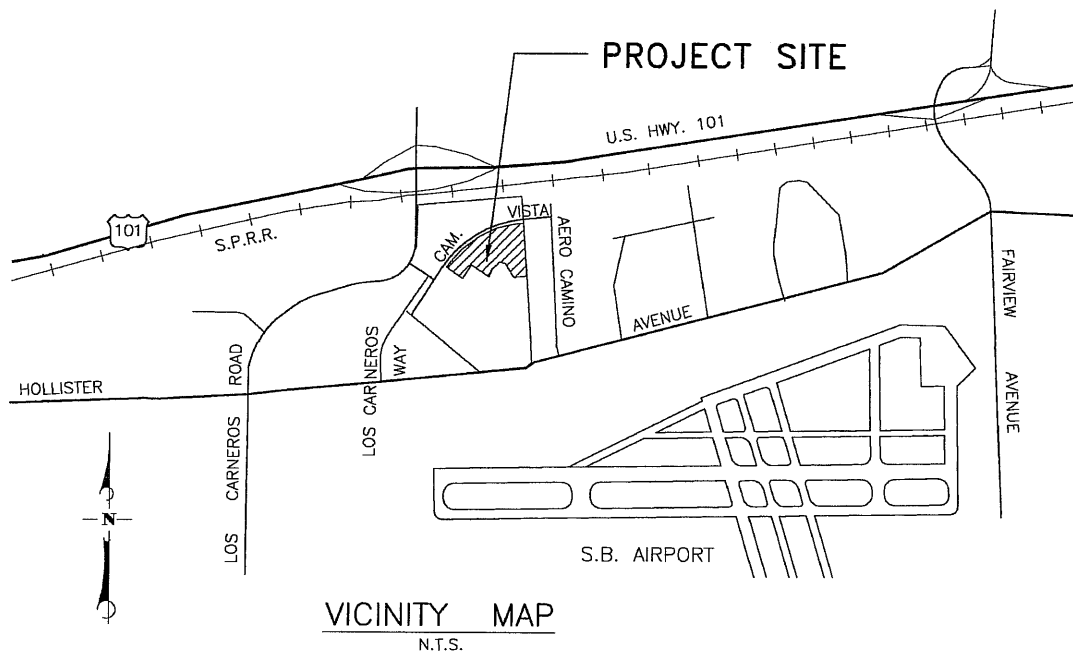 PROJECT SITE
U.S. HWY. 101
101
S.P.R.R.
CAM.
VISTA
AERO CAMINO
FAIRVIEW AVENUE
AVENUE
HOLLISTER
LOS CARNEROS ROAD
LOS CARNEROS WAY
N
S.B. AIRPORT
VICINITY MAP
N.T.S.